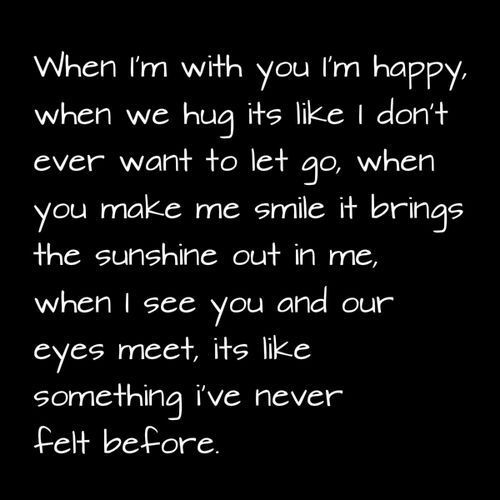 When I'm with you I'm happy,
when we hug its like I don't
ever want to let go, when
you make me smile it brings
the sunshine out in me,
when I see you and our
eyes meet, its like
something i've never
felt before.